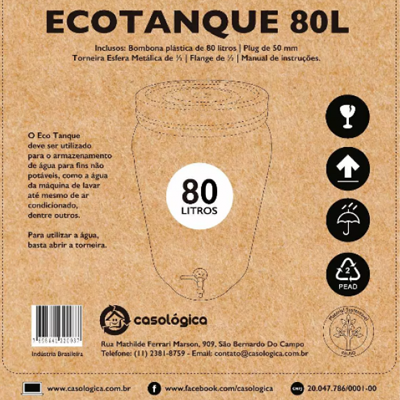 ECOTANQUE 80L
Inclusos: Bombona plástica de 80 litros | Plug de 50 mm
Torneira Esfera Metálica de ½ | Flange de ½ | Manual de instruções.
O Eco Tanque
deve ser utilizado
para o armazenamento
de água para fins não
potáveis, como a água
da máquina de lavar
até mesmo de ar
condicionado,
dentre outros.
Para utilizar a água,
basta abrir a torneira.
80
LITROS
2
PEAD
casológica
Rua Mathilde Ferrari Marson, 909, São Bernardo Do Campo
Telefone: (11) 2381-8759 - Email: contato@casologica.com.br
Indústria Brasileira
www.casologica.com.br
www.facebook.com/casologica
CNPJ
20.047.786/0001-00